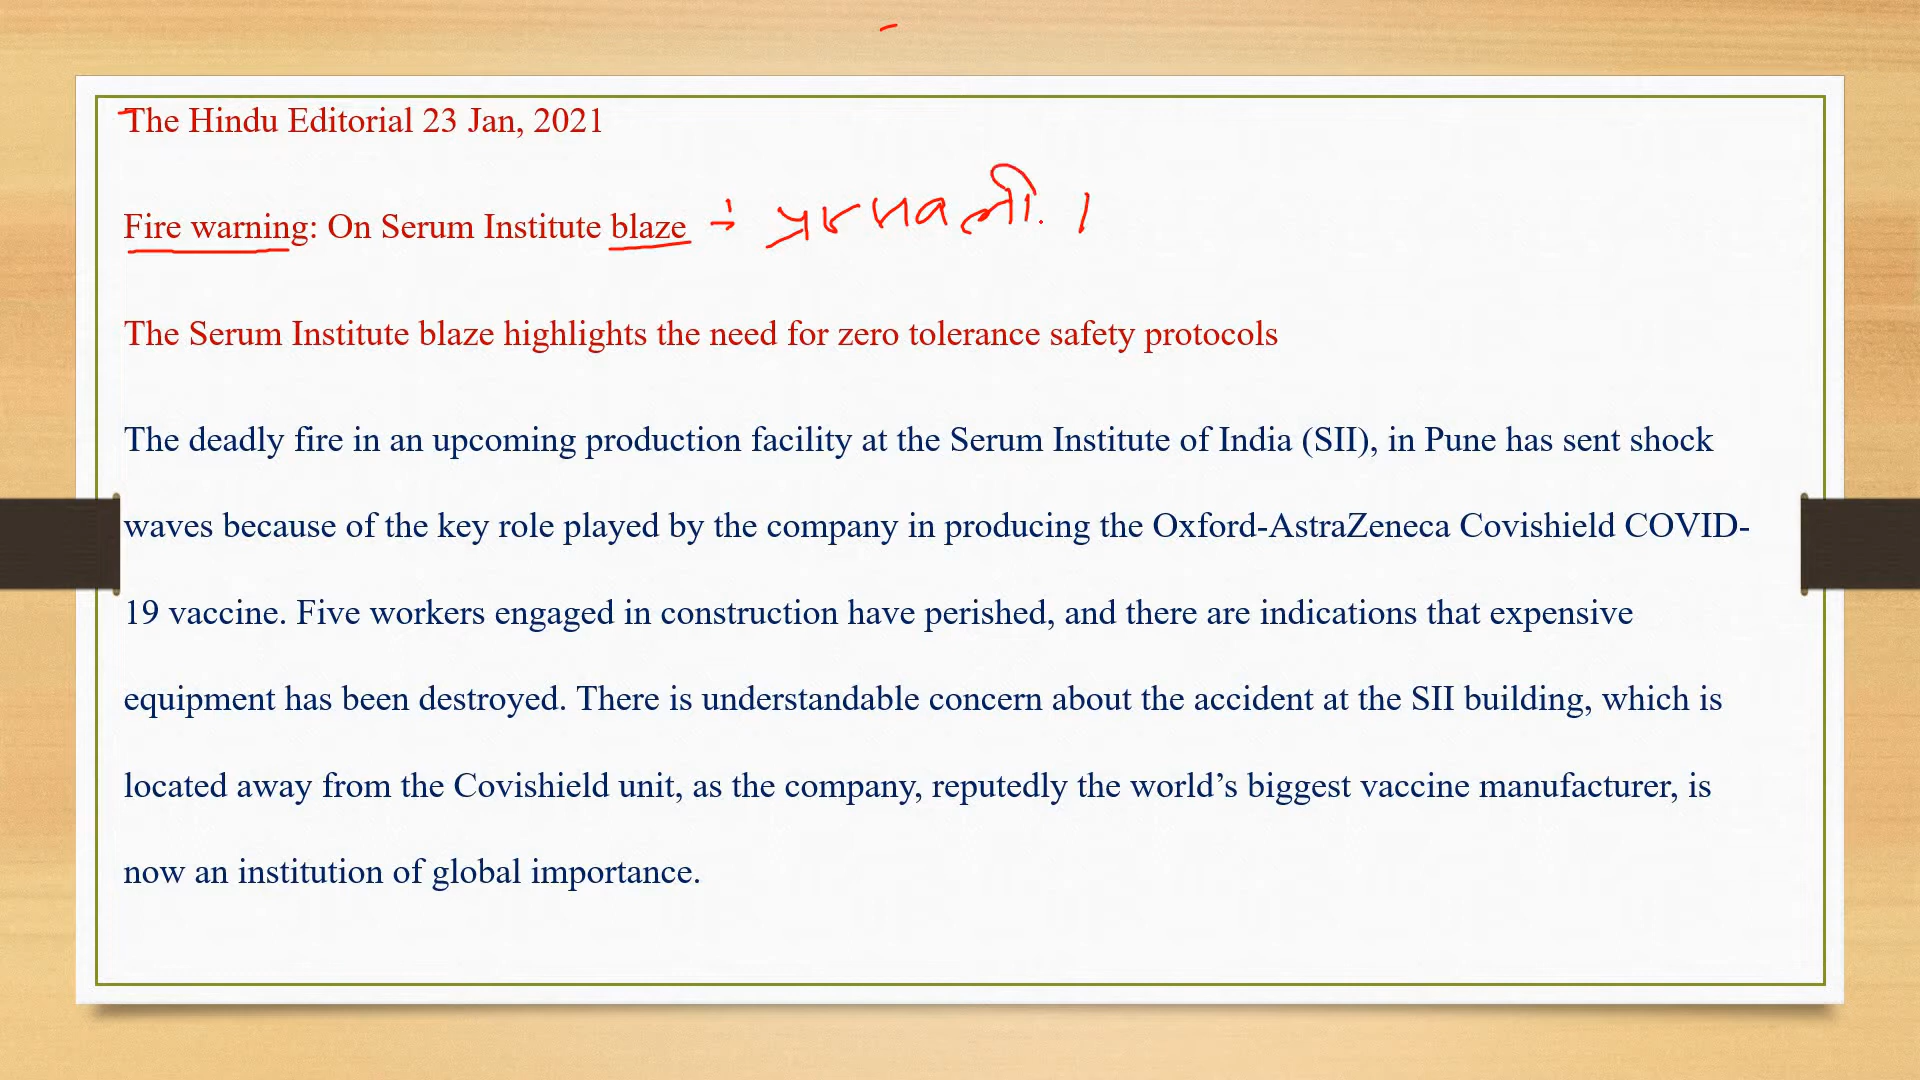 The Hindu Editorial 23 Jan, 2021
Fire warning: On Serum Institute blaze ÷
The Serum Institute blaze highlights the need for zero tolerance safety protocols
The deadly fire in an upcoming production facility at the Serum Institute of India (SII), in Pune has sent shock
waves because of the key role played by the company in producing the Oxford-AstraZeneca Covishield COVID-
19 vaccine. Five workers engaged in construction have perished, and there are indications that expensive
equipment has been destroyed. There is understandable concern about the accident at the SII building, which is
located away from the Covishield unit, as the company, reputedly the world’s biggest vaccine manufacturer, is
now an institution of global importance.